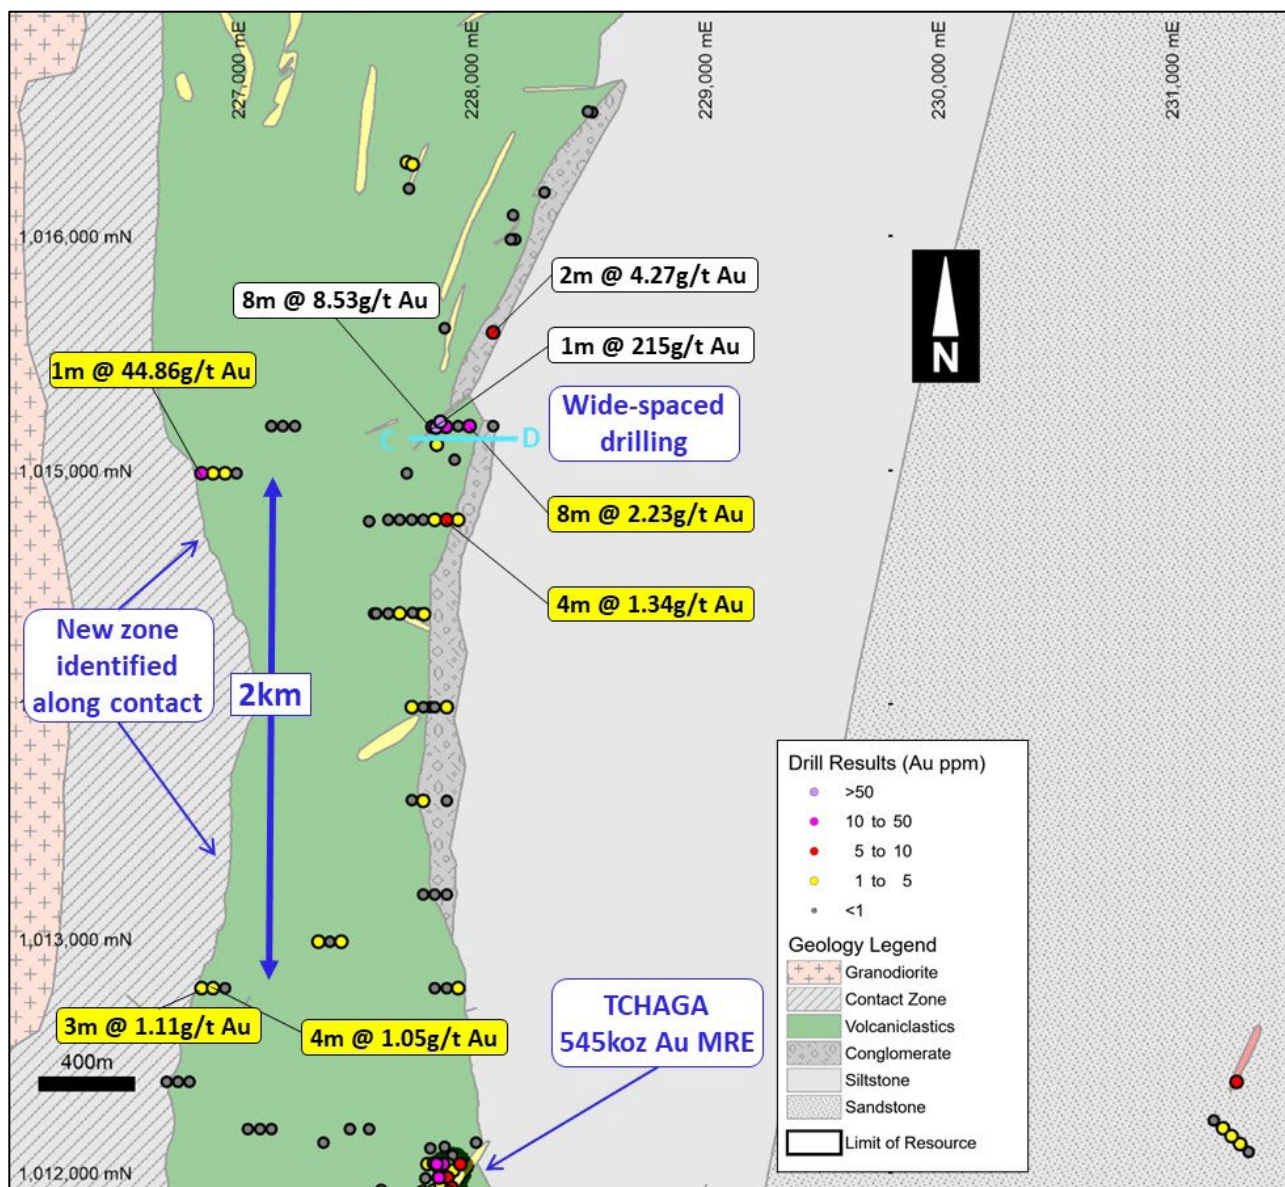 227,000 mE
228,000 mE
229,000 mE
230,000 mE
231,000 mE
1,016,000 mN
2m @ 4.27g/t Au
8m @ 8.53g/t Au
1m @ 215g/t Au
1m @ 44.86g/t Au
Wide-spaced
drilling
C
D
N
1,015,000 mN
8m @ 2.23g/t Au
4m @ 1.34g/t Au
New zone
identified
along contact
2km
1,013,000 mN
3m @ 1.11g/t Au
4m @ 1.05g/t Au
TCHAGA
545koz Au MRE
400m
1,012,000 mN
Drill Results (Au ppm)
>50
10 to 50
5 to 10
1 to 5
<1
Geology Legend
Granodiorite
Contact Zone
Volcaniclastics
Conglomerate
Siltstone
Sandstone
Limit of Resource